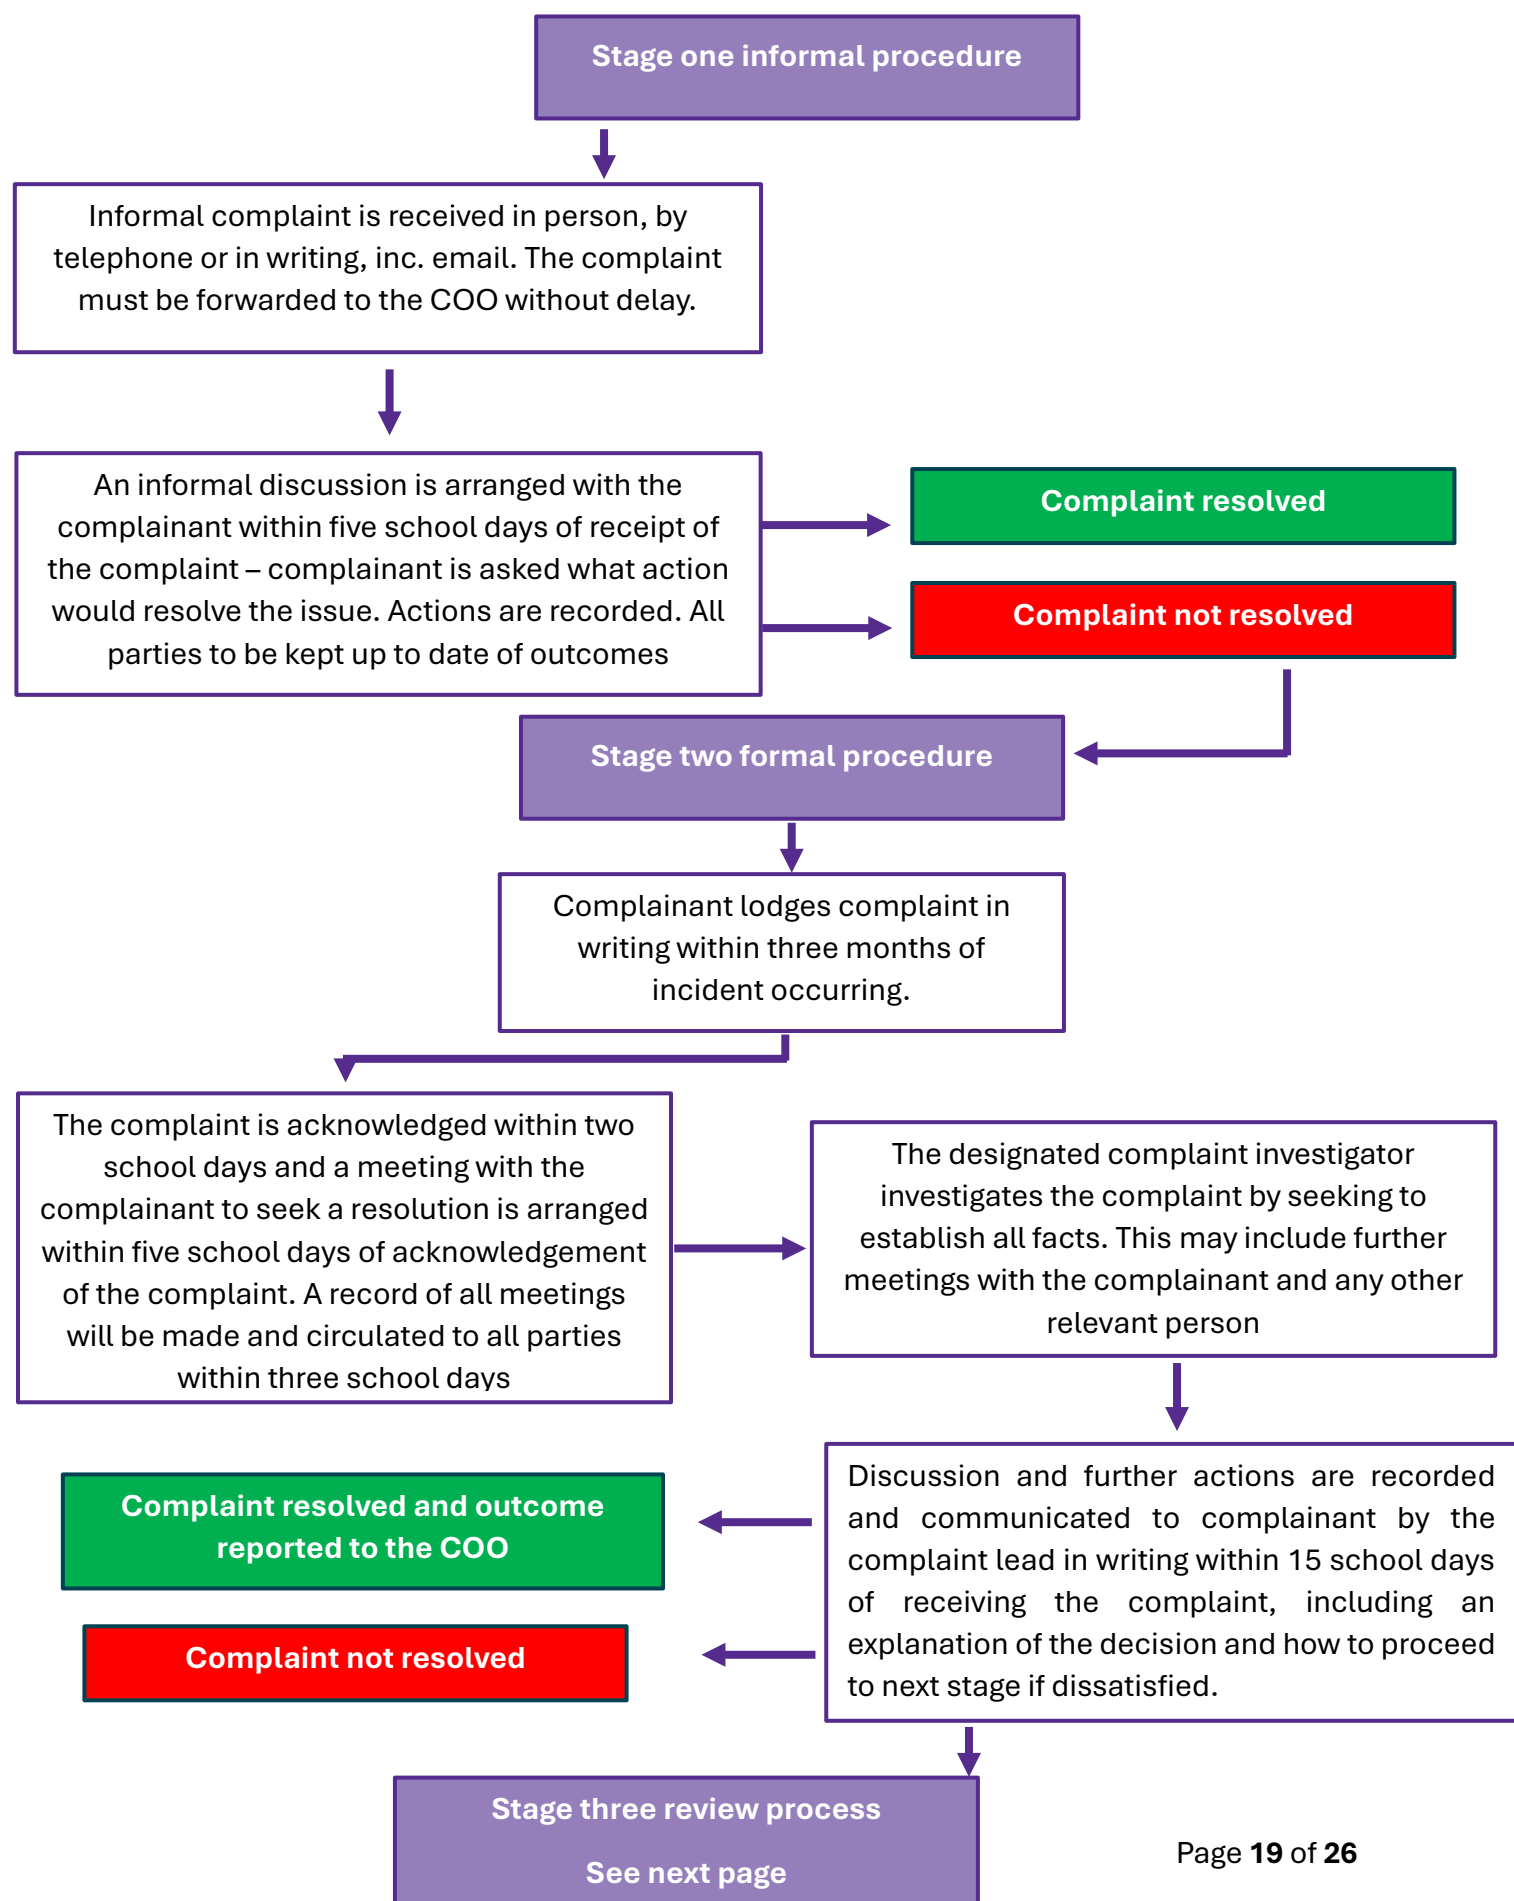 Stage one informal procedure
Informal complaint is received in person, by
telephone or in writing, inc. email. The complaint
must be forwarded to the COO without delay.
An informal discussion is arranged with the
complainant within five school days of receipt of
the complaint – complainant is asked what action
would resolve the issue. Actions are recorded. All
parties to be kept up to date of outcomes
Complaint resolved
Complaint not resolved
Stage two formal procedure
Complainant lodges complaint in
writing within three months of
incident occurring.
The complaint is acknowledged within two
school days and a meeting with the
complainant to seek a resolution is arranged
within five school days of acknowledgement
of the complaint. A record of all meetings
will be made and circulated to all parties
within three school days
The designated complaint investigator
investigates the complaint by seeking to
establish all facts. This may include further
meetings with the complainant and any other
relevant person
Discussion and further actions are recorded
and communicated to complainant by the
complaint lead in writing within 15 school days
of receiving the complaint, including an
explanation of the decision and how to proceed
to next stage if dissatisfied.
Complaint resolved and outcome
reported to the COO
Complaint not resolved
Stage three review process
See next page
Page 19 of 26